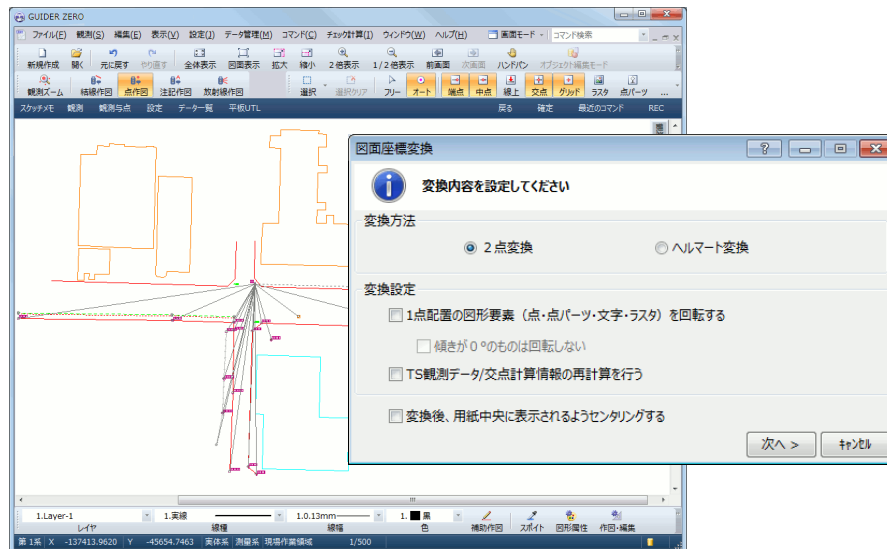 GUIDER ZERO
ファイル(F) 観測(S) 編集(E) 表示(V) 設定(J) データ管理(M) コマンド(C) チェック計算(I) ウィンドウ(W) ヘルプ(H) 画面モード コマンド検索
新規作成 開く 元に戻す やり直す 全体表示 図面表示 拡大 縮小 2倍表示 1/2倍表示 前画面 次画面 ハンドパン オブジェクト編集モード
観測ズーム 結線作図 点作図 注記作図 放射線作図 選択 選択クリア フリー オート 端点 中点 線上 交点 グリッド ラスタ 点パーツ ...
スケッチメモ 観測 観測与点 設定 データ一覧 平板UTL 戻る 確定 最近のコマンド REC
図面座標変換
変換内容を設定してください
変換方法
2点変換 ヘルマート変換
変換設定
1点配置の図形要素(点・点パーツ・文字・ラスタ)を回転する
傾きが0°のものは回転しない
TS観測データ/交点計算情報の再計算を行う
変換後、用紙中央に表示されるようセンタリングする
次へ > キャンセル
1.Layer-1 1.実線 1.0.13mm 1. 黒
レイヤ 線種 線幅 色 補助作図 スポイト 図形属性 作図・編集
第1系 X -137413.9620 Y -45654.7463 実体系 測量系 現場作業領域 1/500